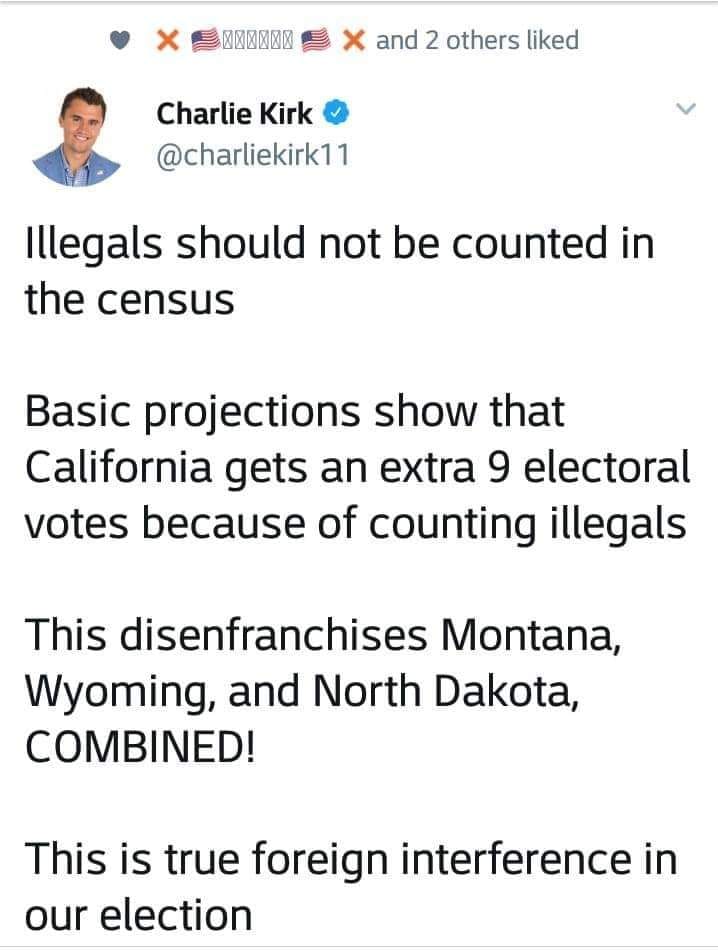 and 2 others liked
Charlie Kirk
@charliekirk11
Illegals should not be counted in
the census
Basic projections show that
California gets an extra 9 electoral
votes because of counting illegals
This disenfranchises Montana,
Wyoming, and North Dakota,
COMBINED!
This is true foreign interference in
our election